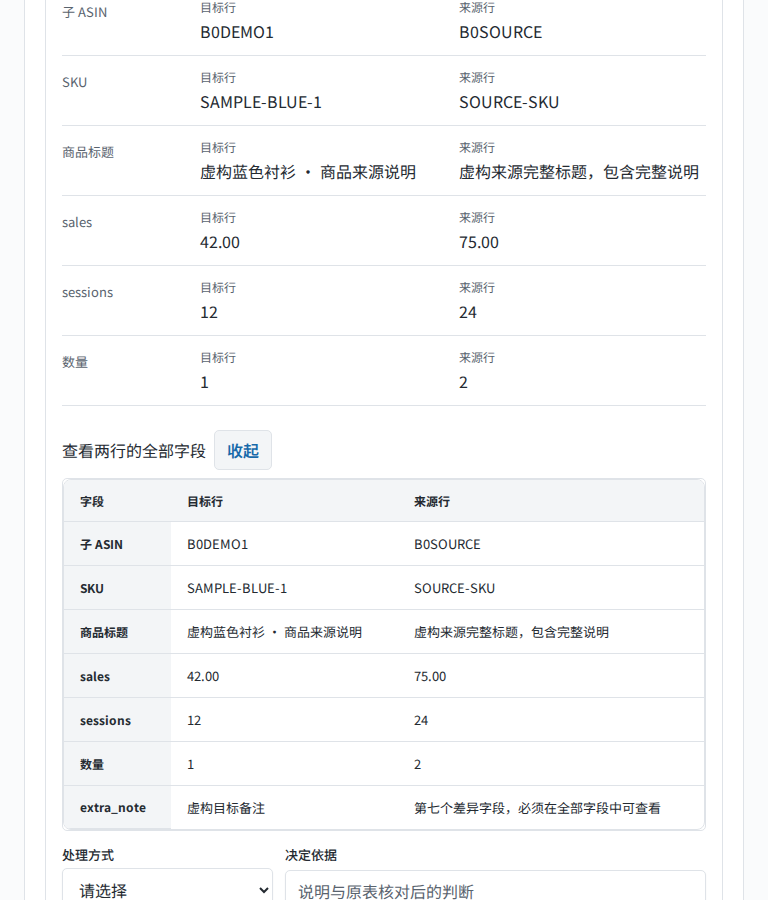 子 ASIN 目标行 来源行
B0DEMO1 B0SOURCE
SKU 目标行 来源行
SAMPLE-BLUE-1 SOURCE-SKU
商品标题 目标行 来源行
虚构蓝色衬衫 · 商品来源说明 虚构来源完整标题，包含完整说明
sales 目标行 来源行
42.00 75.00
sessions 目标行 来源行
12 24
数量 目标行 来源行
1 2
查看两行的全部字段 收起
字段 目标行 来源行
子 ASIN B0DEMO1 B0SOURCE
SKU SAMPLE-BLUE-1 SOURCE-SKU
商品标题 虚构蓝色衬衫 · 商品来源说明 虚构来源完整标题，包含完整说明
sales 42.00 75.00
sessions 12 24
数量 1 2
extra_note 虚构目标备注 第七个差异字段，必须在全部字段中可查看
处理方式 决定依据
请选择 说明与原表核对后的判断